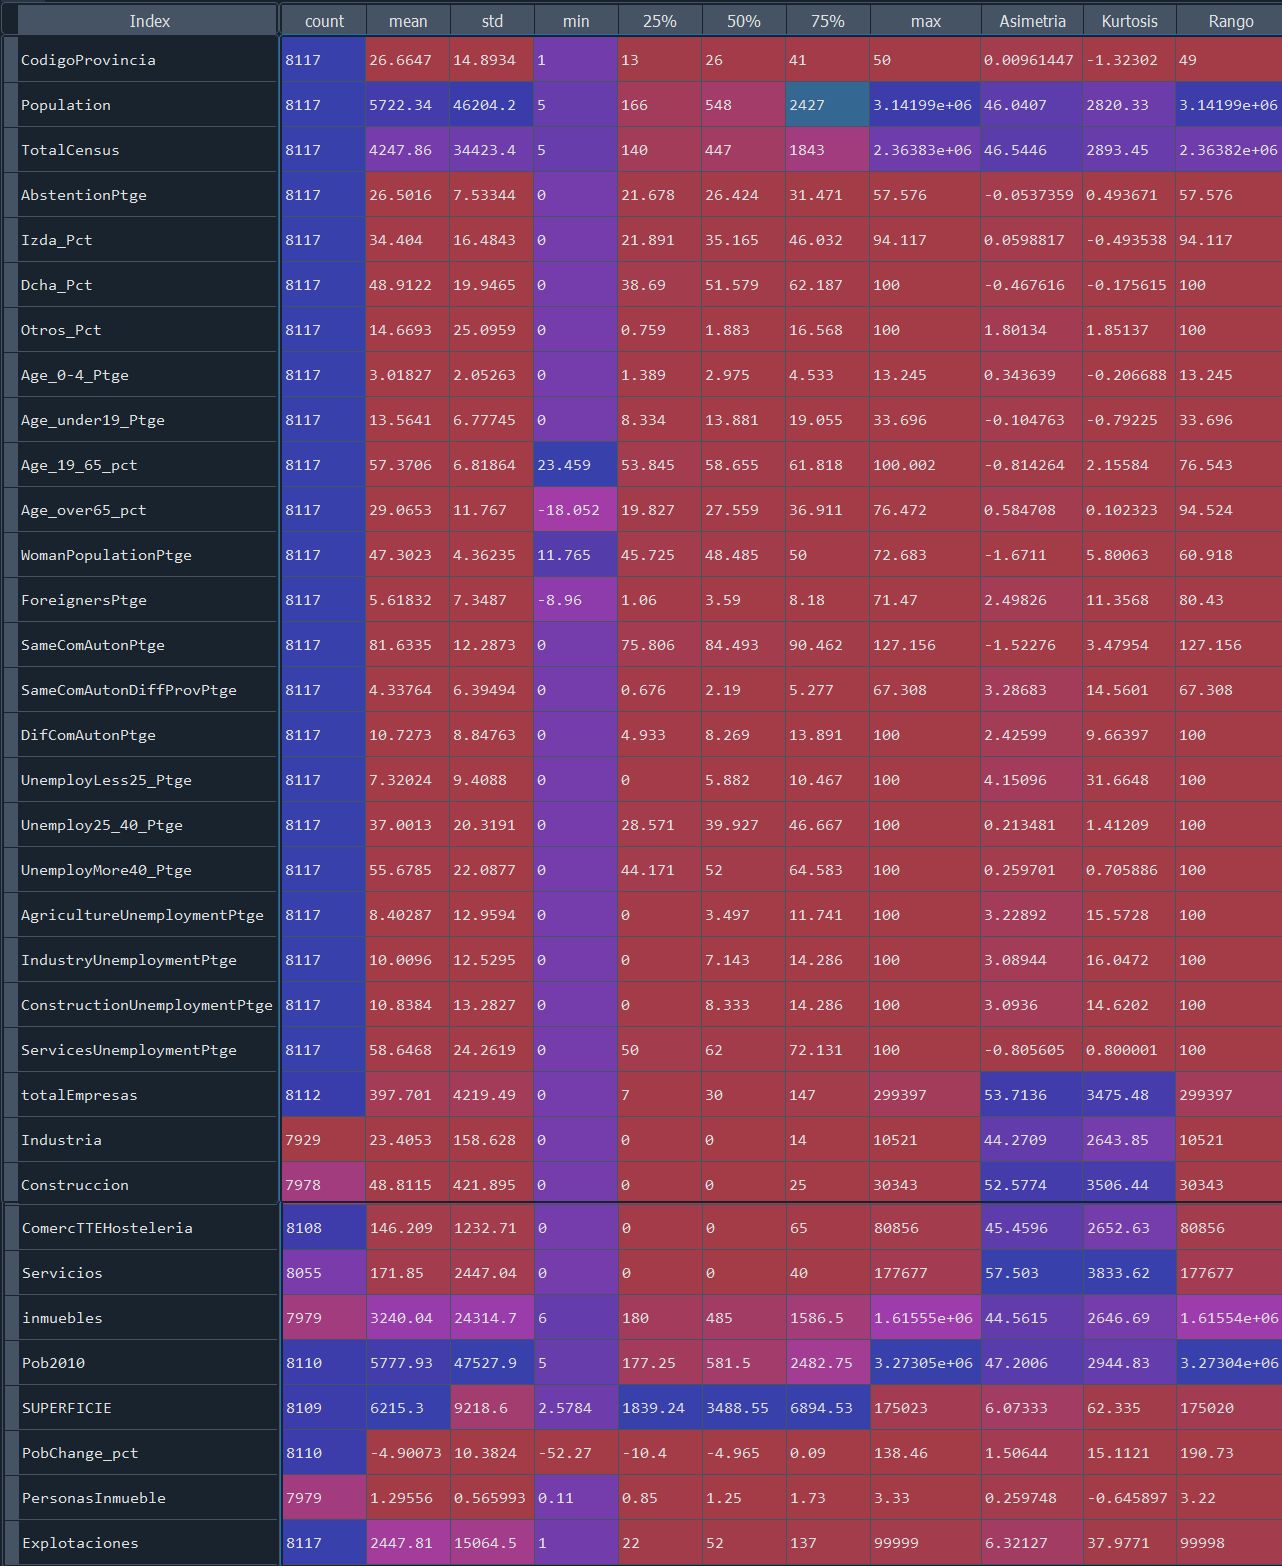 Index count mean std min 25% 50% 75% max Asimetria Kurtosis Rango
CodigoProvincia 8117 26.6647 14.8934 1 13 26 41 50 0.00961447 -1.32302 49
Population 8117 5722.34 46204.2 5 166 548 2427 3.14199e+06 46.0407 2820.33 3.14199e+06
TotalCensus 8117 4247.86 34423.4 5 140 447 1843 2.36383e+06 46.5446 2893.45 2.36382e+06
AbstentionPtge 8117 26.5016 7.53344 0 21.678 26.424 31.471 57.576 -0.0537359 0.493671 57.576
Izda_Pct 8117 34.404 16.4843 0 21.891 35.165 46.032 94.117 0.0598817 -0.493538 94.117
Dcha_Pct 8117 48.9122 19.9465 0 38.69 51.579 62.187 100 -0.467616 -0.175615 100
Otros_Pct 8117 14.6693 25.0959 0 0.759 1.883 16.568 100 1.80134 1.85137 100
Age_0-4_Ptge 8117 3.01827 2.05263 0 1.389 2.975 4.533 13.245 0.343639 -0.206688 13.245
Age_under19_Ptge 8117 13.5641 6.77745 0 8.334 13.881 19.055 33.696 -0.104763 -0.79225 33.696
Age_19_65_pct 8117 57.3706 6.81864 23.459 53.845 58.655 61.818 100.002 -0.814264 2.15584 76.543
Age_over65_pct 8117 29.0653 11.767 -18.052 19.827 27.559 36.911 76.472 0.584708 0.102323 94.524
WomanPopulationPtge 8117 47.3023 4.36235 11.765 45.725 48.485 50 72.683 -1.6711 5.80063 60.918
ForeignersPtge 8117 5.61832 7.3487 -8.96 1.06 3.59 8.18 71.47 2.49826 11.3568 80.43
SameComAutonPtge 8117 81.6335 12.2873 0 75.806 84.493 90.462 127.156 -1.52276 3.47954 127.156
SameComAutonDiffProvPtge 8117 4.33764 6.39494 0 0.676 2.19 5.277 67.308 3.28683 14.5601 67.308
DifComAutonPtge 8117 10.7273 8.84763 0 4.933 8.269 13.891 100 2.42599 9.66397 100
UnemployLess25_Ptge 8117 7.32024 9.4088 0 0 5.882 10.467 100 4.15096 31.6648 100
Unemploy25_40_Ptge 8117 37.0013 20.3191 0 28.571 39.927 46.667 100 0.213481 1.41209 100
UnemployMore40_Ptge 8117 55.6785 22.0877 0 44.171 52 64.583 100 0.259701 0.705886 100
AgricultureUnemploymentPtge 8117 8.40287 12.9594 0 0 3.497 11.741 100 3.22892 15.5728 100
IndustryUnemploymentPtge 8117 10.0096 12.5295 0 0 7.143 14.286 100 3.08944 16.0472 100
ConstructionUnemploymentPtge 8117 10.8384 13.2827 0 0 8.333 14.286 100 3.0936 14.6202 100
ServicesUnemploymentPtge 8117 58.6468 24.2619 0 50 62 72.131 100 -0.805605 0.800001 100
totalEmpresas 8112 397.701 4219.49 0 7 30 147 299397 53.7136 3475.48 299397
Industria 7929 23.4053 158.628 0 0 0 14 10521 44.2709 2643.85 10521
Construccion 7978 48.8115 421.895 0 0 0 25 30343 52.5774 3506.44 30343
ComercTTEHosteleria 8108 146.209 1232.71 0 0 0 65 80856 45.4596 2652.63 80856
Servicios 8055 171.85 2447.04 0 0 0 40 177677 57.503 3833.62 177677
inmuebles 7979 3240.04 24314.7 6 180 485 1586.5 1.61555e+06 44.5615 2646.69 1.61554e+06
Pob2010 8110 5777.93 47527.9 5 177.25 581.5 2482.75 3.27305e+06 47.2006 2944.83 3.27304e+06
SUPERFICIE 8109 6215.3 9218.6 2.5784 1839.24 3488.55 6894.53 175023 6.07333 62.335 175020
PobChange_pct 8110 -4.90073 10.3824 -52.27 -10.4 -4.965 0.09 138.46 1.50644 15.1121 190.73
PersonasInmueble 7979 1.29556 0.565993 0.11 0.85 1.25 1.73 3.33 0.259748 -0.645897 3.22
Explotaciones 8117 2447.81 15064.5 1 22 52 137 99999 6.32127 37.9771 99998